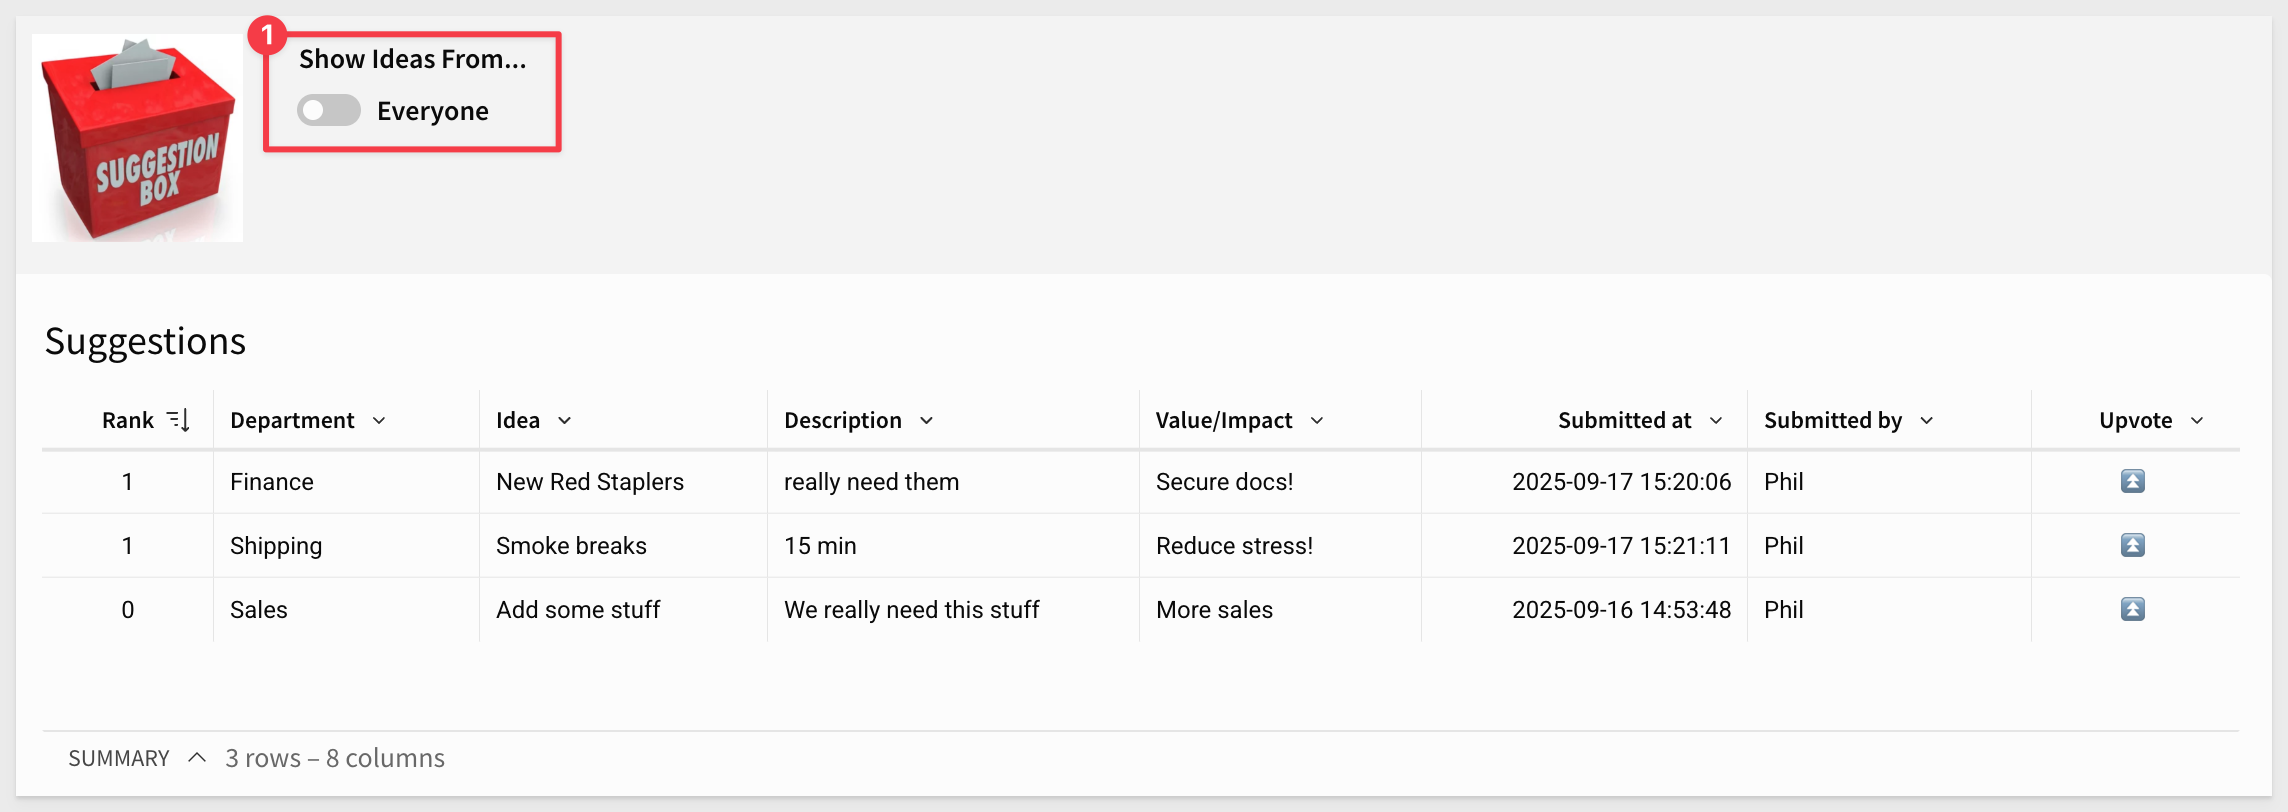 1
Show Ideas From...
Everyone
SUGGESTION
BOX
Suggestions
Rank Department Idea Description Value/Impact Submitted at Submitted by Upvote
1 Finance New Red Staplers really need them Secure docs! 2025-09-17 15:20:06 Phil
1 Shipping Smoke breaks 15 min Reduce stress! 2025-09-17 15:21:11 Phil
0 Sales Add some stuff We really need this stuff More sales 2025-09-16 14:53:48 Phil
SUMMARY 3 rows – 8 columns